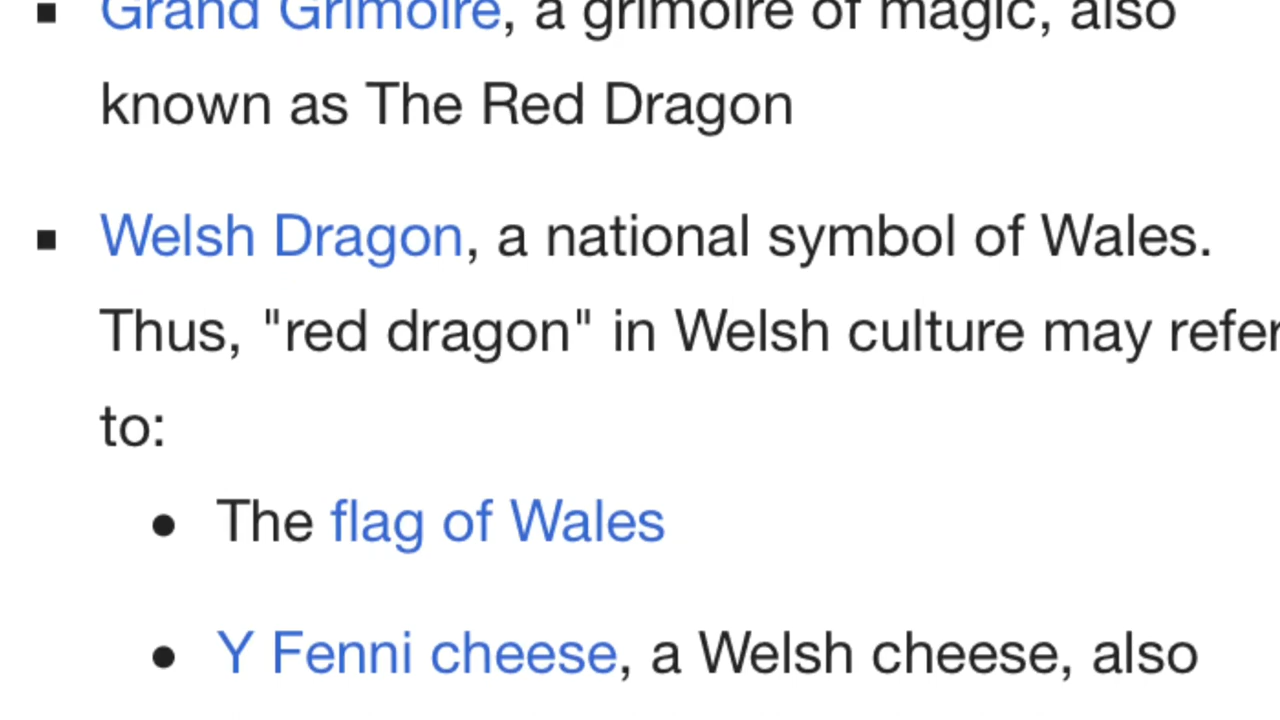 Grand Grimoire, a grimoire of magic, also
known as The Red Dragon
Welsh Dragon, a national symbol of Wales.
Thus, "red dragon" in Welsh culture may refer
to:
The flag of Wales
Y Fenni cheese, a Welsh cheese, also